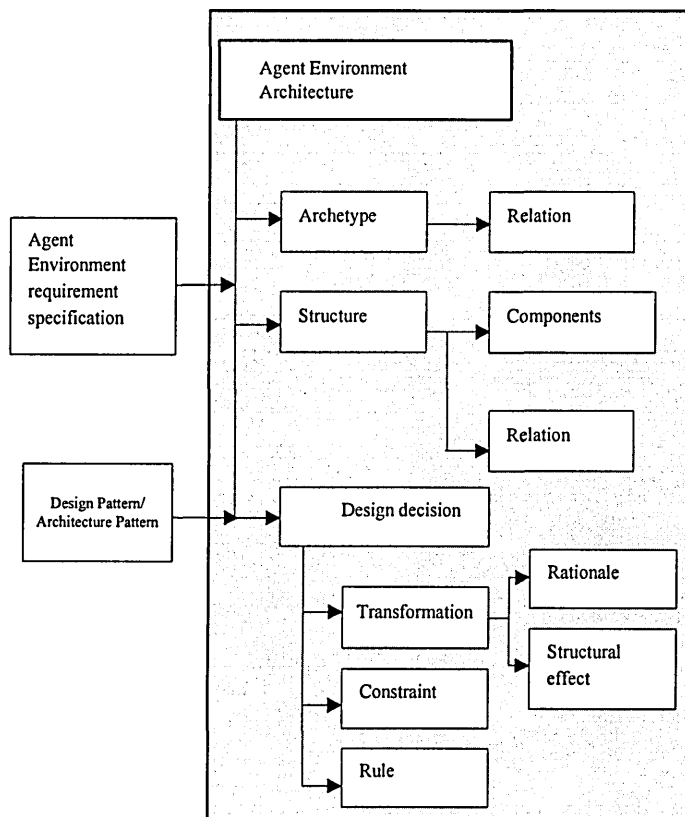 Agent Environment
Architecture
Archetype
Relation
Agent
Environment
requirement
specification
Structure
Components
Relation
Design Pattern/
Architecture Pattern
Design decision
Transformation
Rationale
Structural
effect
Constraint
Rule